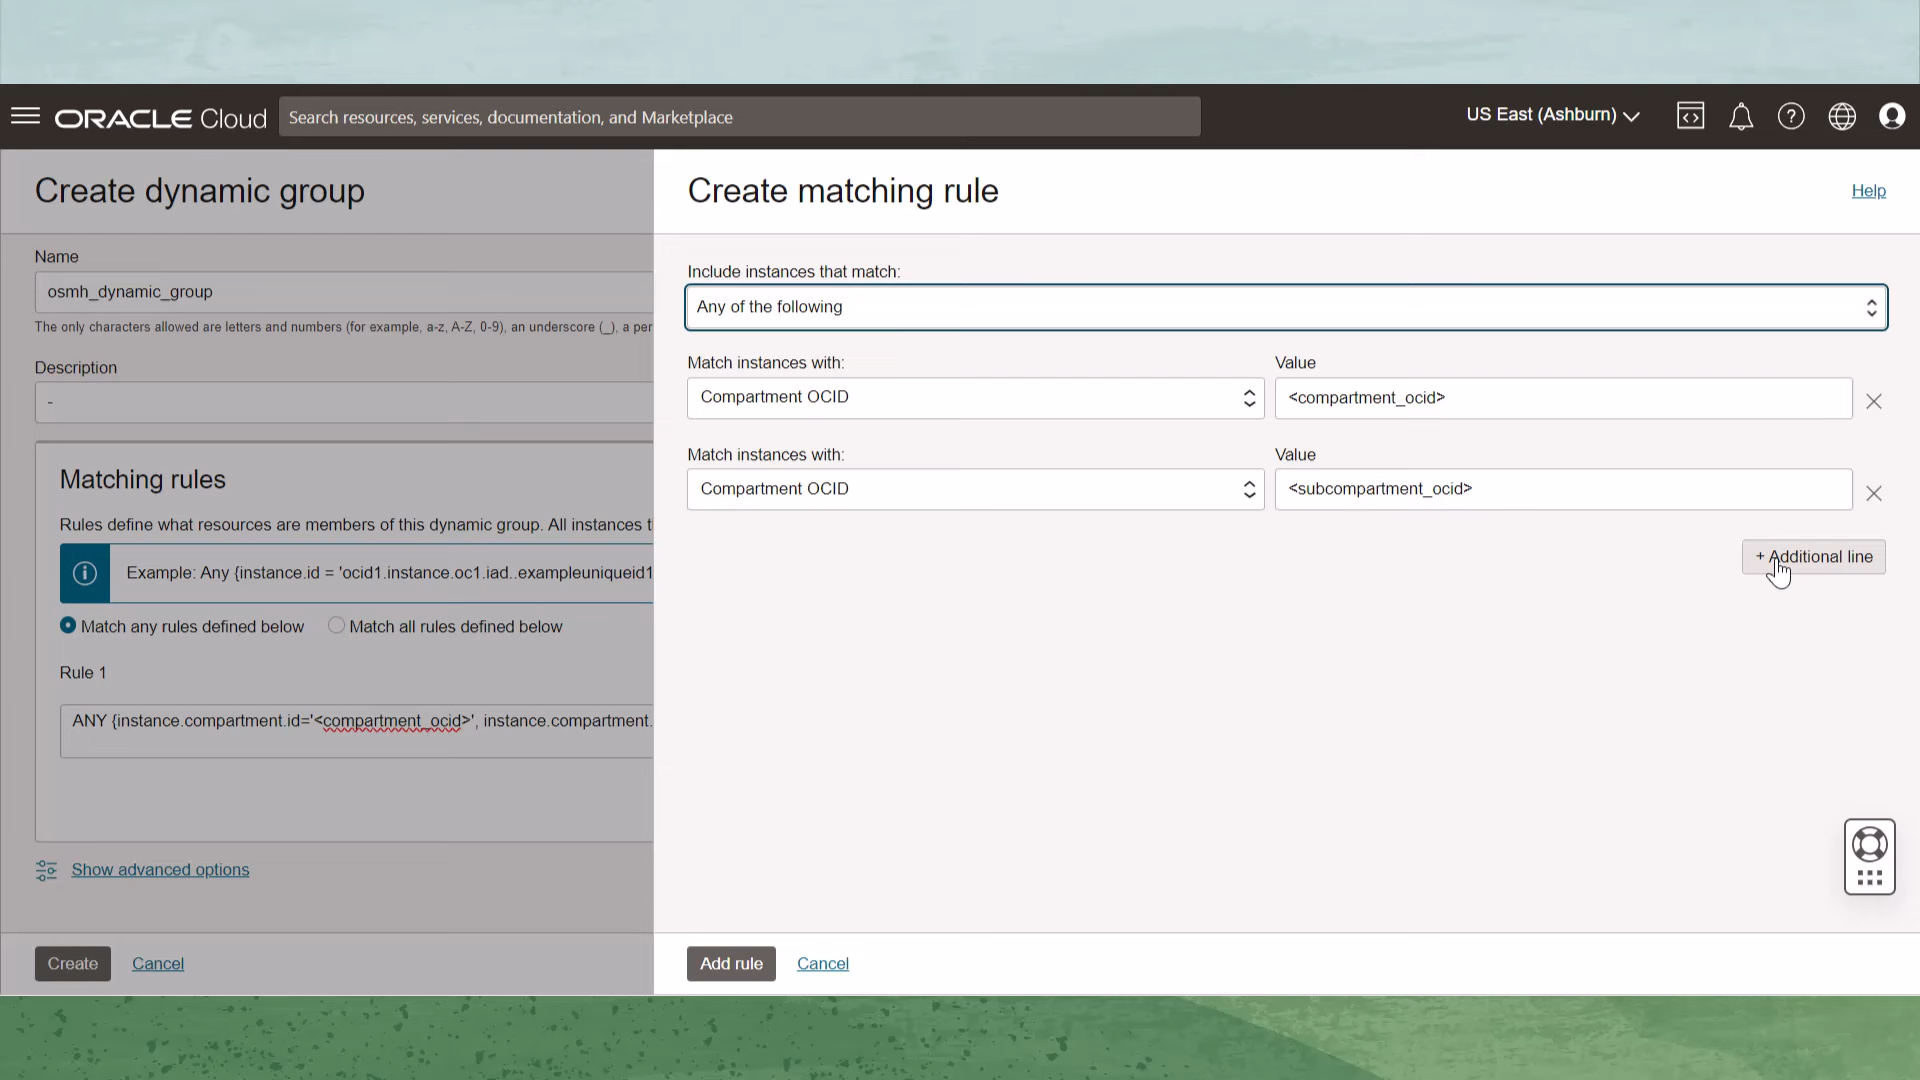 ORACLE Cloud
Search resources, services, documentation, and Marketplace
US East (Ashburn)
Create dynamic group
Name
osmh_dynamic_group
The only characters allowed are letters and numbers (for example, a-z, A-Z, 0-9), an underscore (_), a per
Description
-
Matching rules
Rules define what resources are members of this dynamic group. All instances t
Example: Any {instance.id = 'ocid1.instance.oc1.iad..exampleuniqueid1
Match any rules defined below
Match all rules defined below
Rule 1
ANY {instance.compartment.id='<compartment_ocid>', instance.compartment.
Show advanced options
Create
Cancel
Create matching rule
Help
Include instances that match:
Any of the following
Match instances with:
Value
Compartment OCID
<compartment_ocid>
Match instances with:
Value
Compartment OCID
<subcompartment_ocid>
+ Additional line
Add rule
Cancel